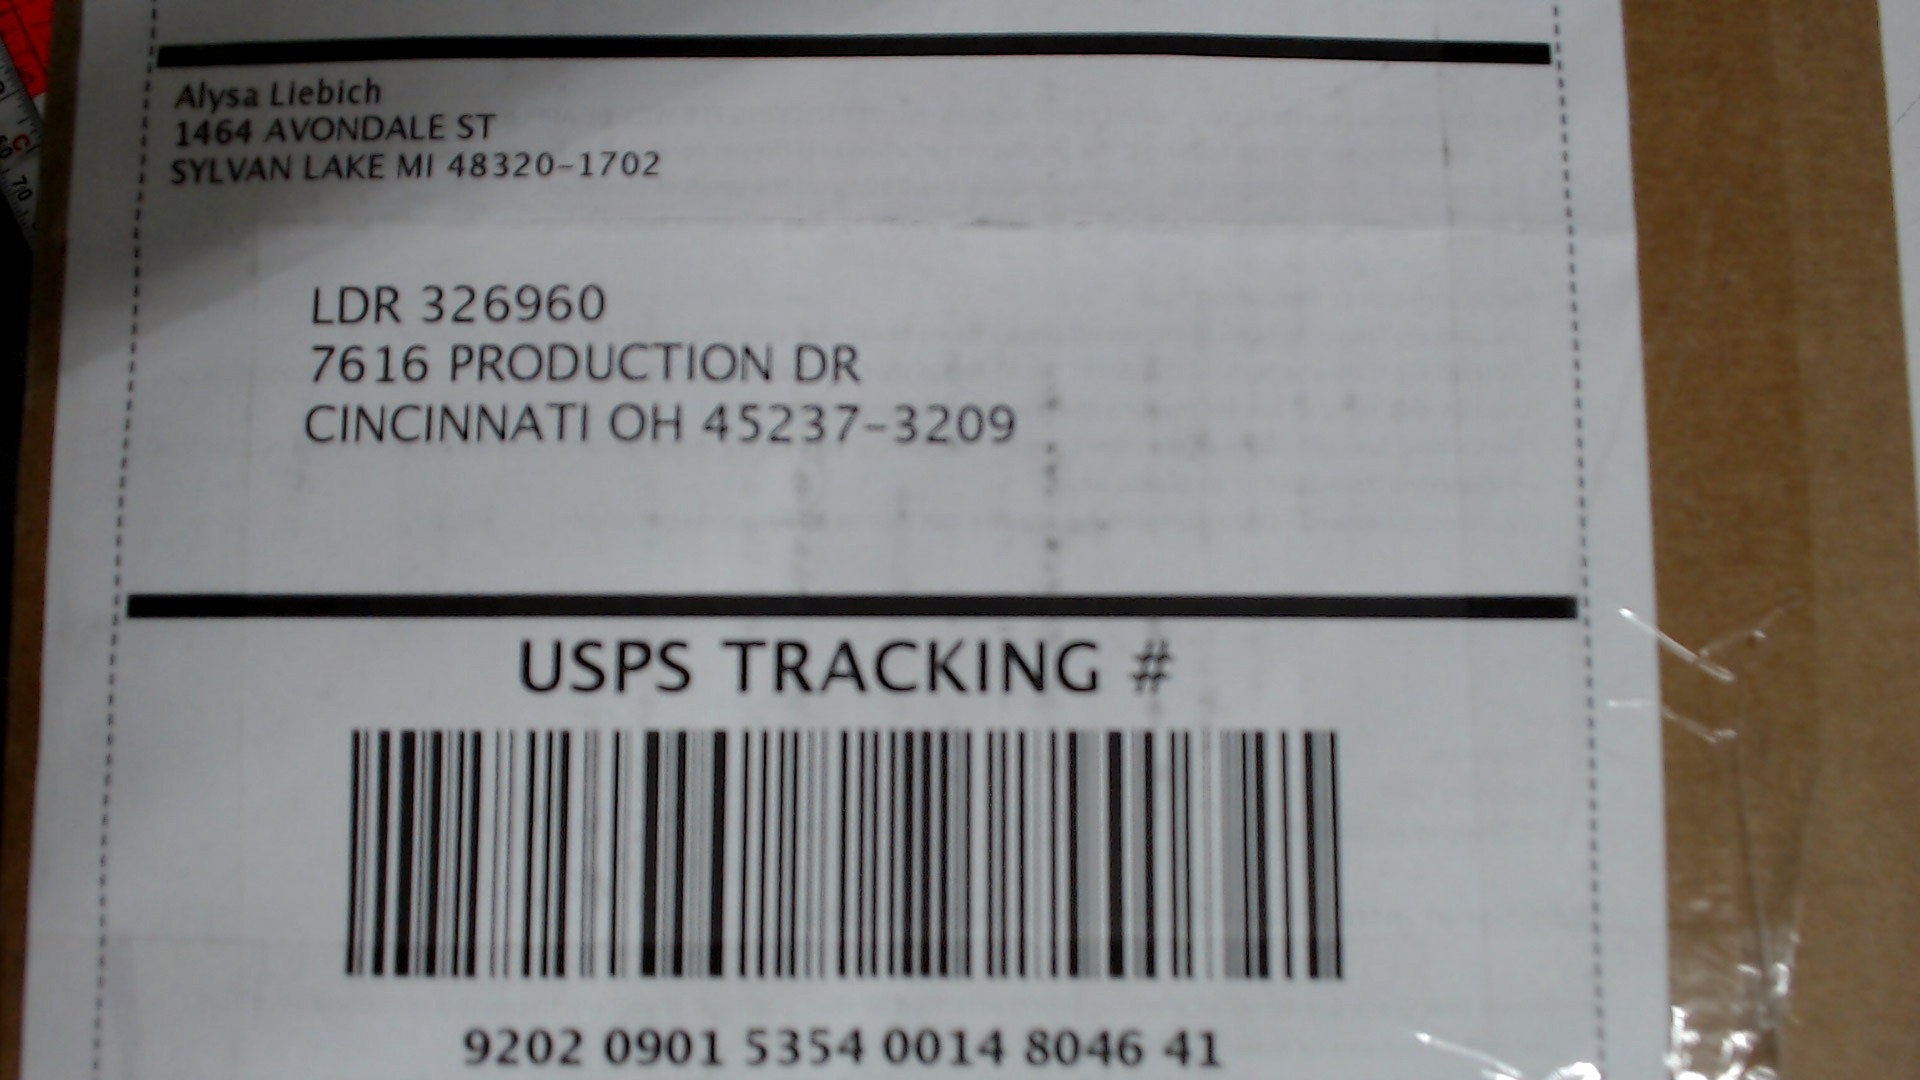 Alysa Liebich
1464 AVONDALE ST
SYLVAN LAKE MI 48320-1702
LDR 326960
7616 PRODUCTION DR
CINCINNATI OH 45237-3209
USPS TRACKING #
9202 0901 5354 0014 8046 41
70